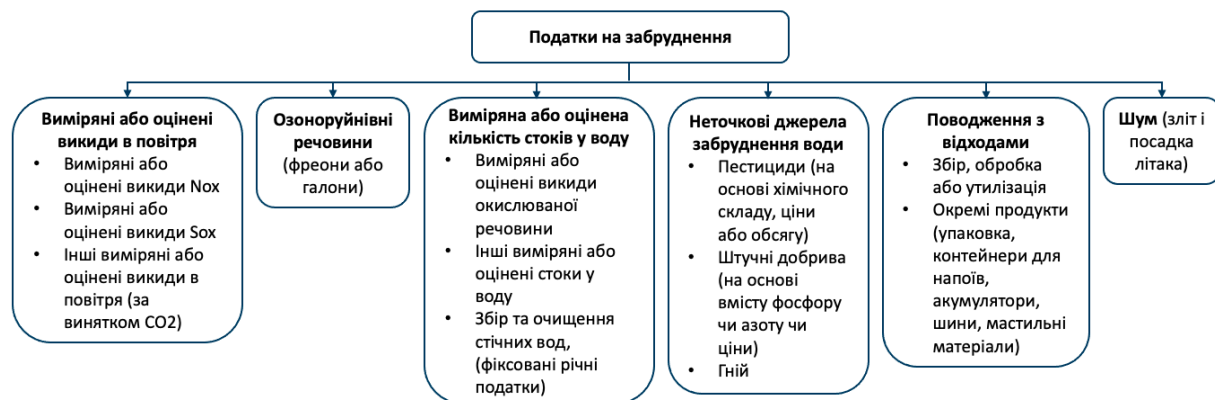 Податки на забруднення
Виміряні або оцінені
викиди в повітря
• Виміряні або
оцінені викиди Nox
• Виміряні або
оцінені викиди Sox
• Інші виміряні або
оцінені викиди в
повітря (за
винятком CO2)
Озоноруйнівні
речовини
(фреони або
галони)
Виміряна або оцінена
кількість стоків у воду
• Виміряні або
оцінені викиди
окислюваної
речовини
• Інші виміряні або
оцінені стоки у
воду
• Збір та очищення
стічних вод,
(фіксовані річні
податки)
Неточкові джерела
забруднення води
• Пестициди (на
основі хімічного
складу, ціни
або обсягу)
• Штучні добрива
(на основі
вмісту фосфору
чи азоту чи
ціни)
• Гній
Поводження з
відходами
• Збір, обробка
або утилізація
• Окремі продукти
(упаковка,
контейнери для
напоїв,
акумулятори,
шини, мастильні
матеріали)
Шум (зліт і
посадка
літака)